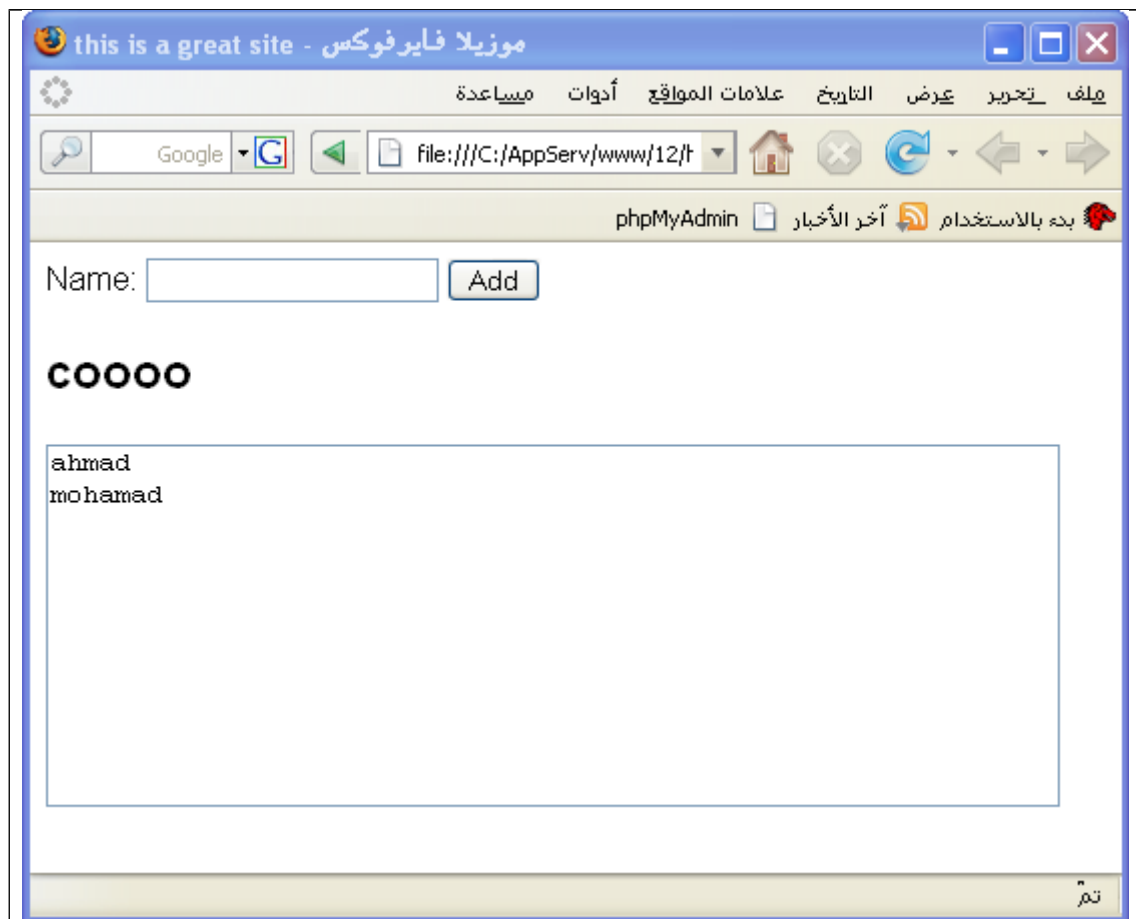 this is a great site - موزيلا فايرفوكس
ملف تحرير عرض التاريخ علامات المواقع أدوات مساعدة
file:///C:/AppServ/www/12/h
Google
G
بدء بالاستخدام آخر الأخبار phpMyAdmin
Name: Add
coooo
ahmad
mohamad
تمّ